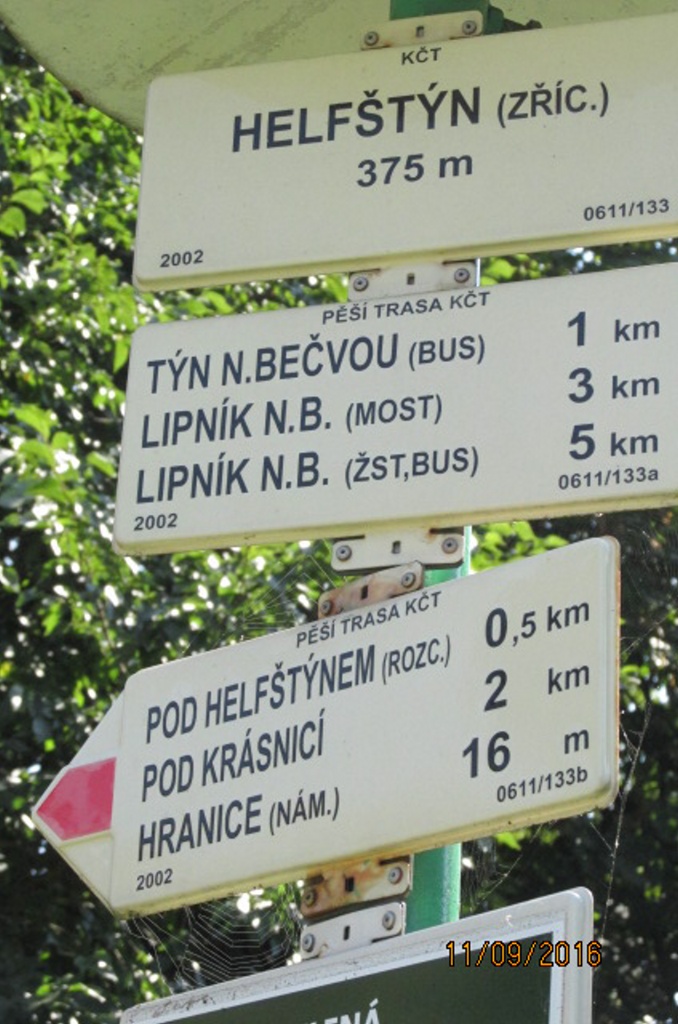 KČT
HELFŠTÝN (ZŘÍC.)
375 m
2002 0611/133
PĚŠÍ TRASA KČT
TÝN N.BEČVOU (BUS) 1 km
LIPNÍK N.B. (MOST) 3 km
LIPNÍK N.B. (ŽST,BUS) 5 km
2002 0611/133a
PĚŠÍ TRASA KČT
POD HELFŠTÝNEM (ROZC.) 0,5 km
POD KRÁSNICÍ 2 km
HRANICE (NÁM.) 16 m
2002 0611/133b
11/09/2016